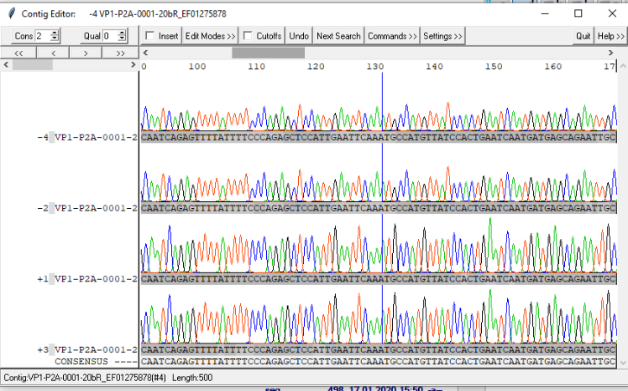 Contig Editor: -4 VP1-P2A-0001-20bR_EF01275878
Cons 2 Qual 0 Insert Edit Modes >> Cutoffs Undo Next Search Commands >> Settings >> Quit Help >>
<< < > >> <
< > 0 100 110 120 130 140 150 160 17
-4 VP1-P2A-0001-2 CAATCAGAGTTTTATTTTCCCAGAGCTCCATTGAATTCAAATGCCATGTTATCCACTGAATCAATGATGAGCAGAATTGC
-2 VP1-P2A-0001-2 CAATCAGAGTTTTATTTTCCCAGAGCTCCATTGAATTCAAATGCCATGTTATCCACTGAATCAATGATGAGCAGAATTGC
+1 VP1-P2A-0001-2 CAATCAGAGTTTTATTTTCCCAGAGCTCCATTGAATTCAAATGCCATGTTATCCACTGAATCAATGATGAGCAGAATTGC
+3 VP1-P2A-0001-2 CAATCAGAGTTTTATTTTCCCAGAGCTCCATTGAATTCAAATGCCATGTTATCCACTGAATCAATGATGAGCAGAATTGC
CONSENSUS ---- CAATCAGAGTTTTATTTTCCCAGAGCTCCATTGAATTCAAATGCCATGTTATCCACTGAATCAATGATGAGCAGAATTGC
Contig:VP1-P2A-0001-20bR_EF01275878(#4) Length:500
498 17.01.2020 15:50